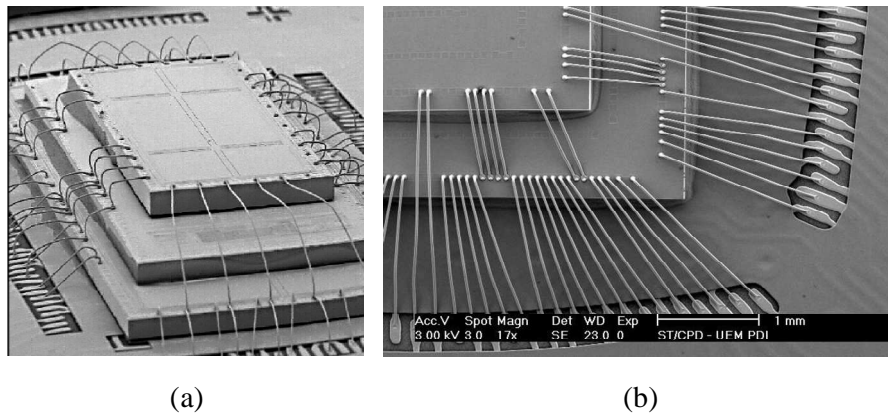 Acc.V Spot Magn Det WD Exp 1 mm
3.00 kV 3.0 17x SE 23.0 0 ST/CPD - UEM PDI
(a) (b)